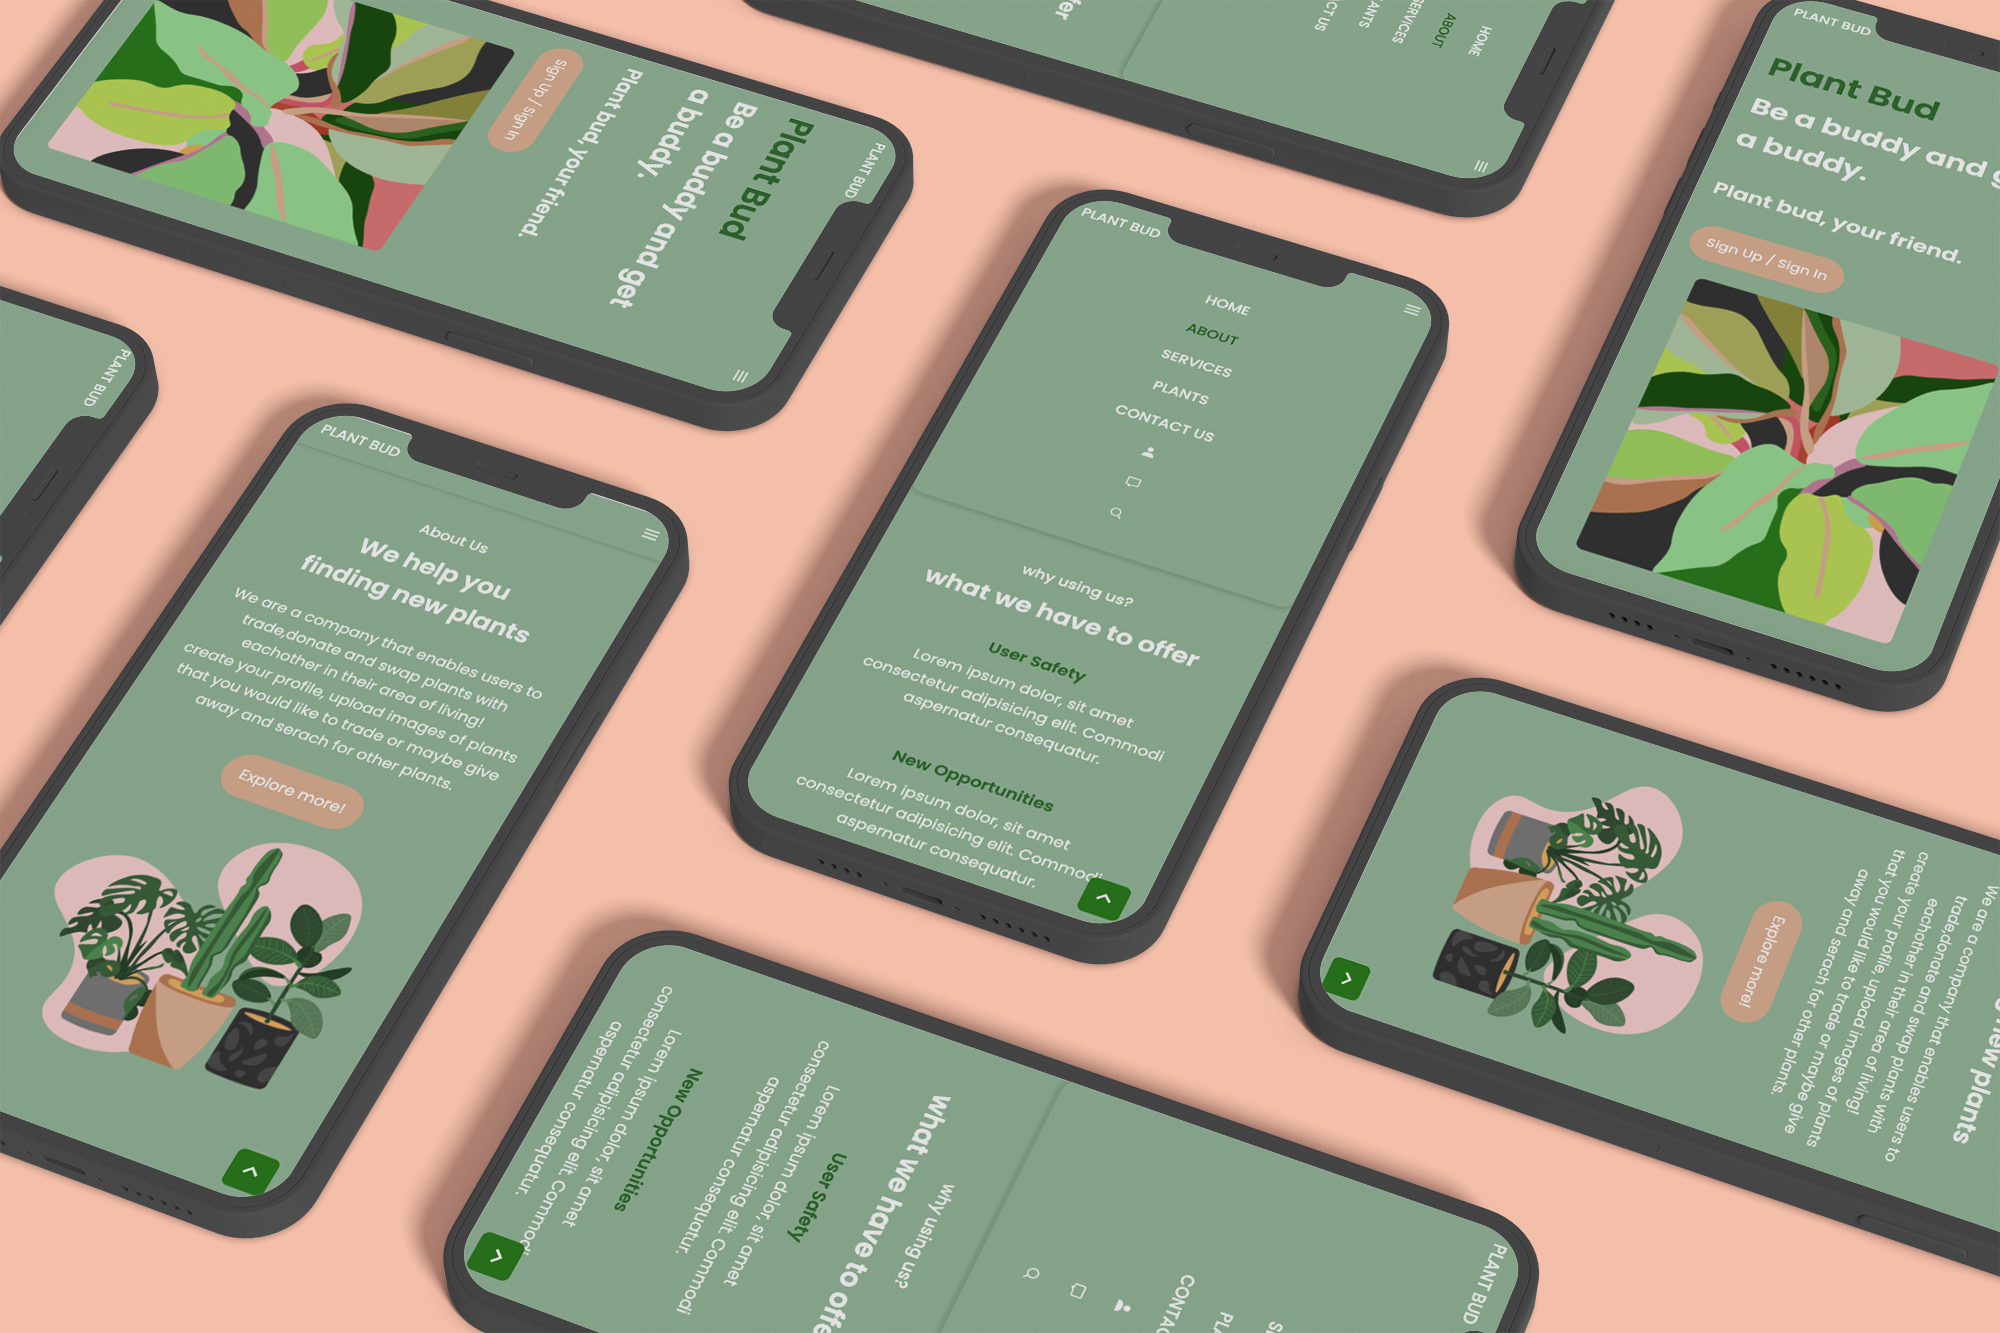 PLANT BUD
Plant Bud
Be a buddy and get
a buddy.
Plant bud, your friend.
Sign Up / Sign In
HOME
ABOUT
SERVICES
PLANTS
CONTACT US
PLANT BUD
Plant Bud
Be a buddy and
a buddy.
Plant bud, your friend.
Sign Up / Sign In
PLANT BUD
PLANT BUD
About Us
We help you
finding new plants
We are a company that enables users to
trade,donate and swap plants with
eachother in their area of living!
create your profile, upload images of plants
that you would like to trade or maybe give
away and serach for other plants.
Explore more!
PLANT BUD
HOME
ABOUT
SERVICES
PLANTS
CONTACT US
why using us?
what we have to offer
User Safety
Lorem ipsum dolor, sit amet
consectetur adipisicing elit. Commodi
aspernatur consequatur.
New Opportunities
Lorem ipsum dolor, sit amet
consectetur adipisicing elit. Commodi
aspernatur consequatur.
new plants
We are a company that enables users to
trade,donate and swap plants with
eachother in their area of living!
create your profile, upload images of plants
that you would like to trade or maybe give
away and serach for other plants.
Explore more!
PLANT BUD
why using us?
what we have to offe
User Safety
Lorem ipsum dolor, sit amet
consectetur adipisicing elit. Commodi
aspernatur consequatur.
New Opportunities
Lorem ipsum dolor, sit amet
consectetur adipisicing elit. Commodi
aspernatur consequatur.